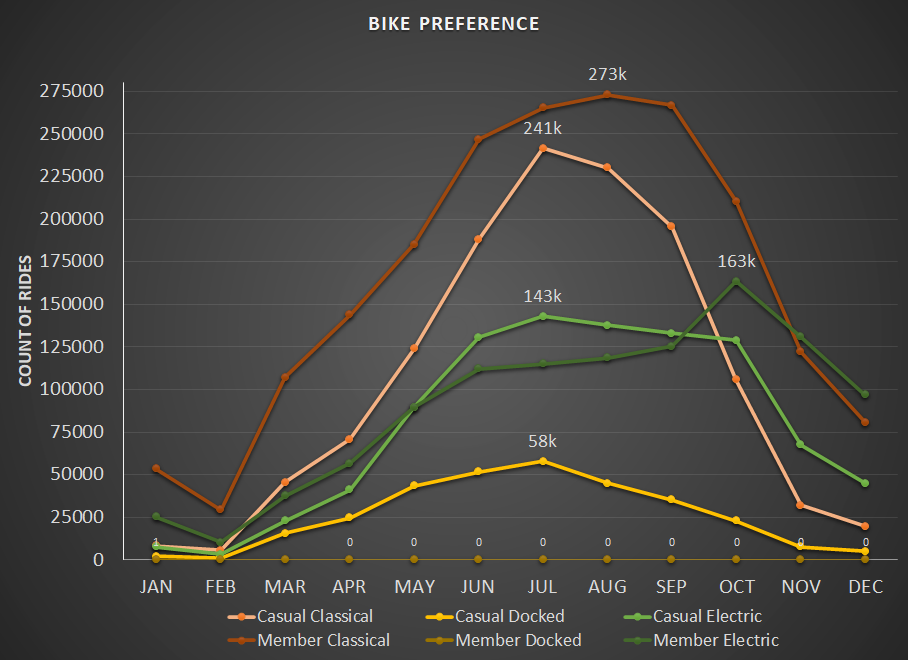 BIKE PREFERENCE
273k
275000
241k
250000
225000
200000
175000
163k
150000
143k
125000
100000
75000
58k
50000
25000
1 0 0 0 0 0 0 0 0 0
0
COUNT OF RIDES
JAN FEB MAR APR MAY JUN JUL AUG SEP OCT NOV DEC
Casual Classical Casual Docked Casual Electric
Member Classical Member Docked Member Electric